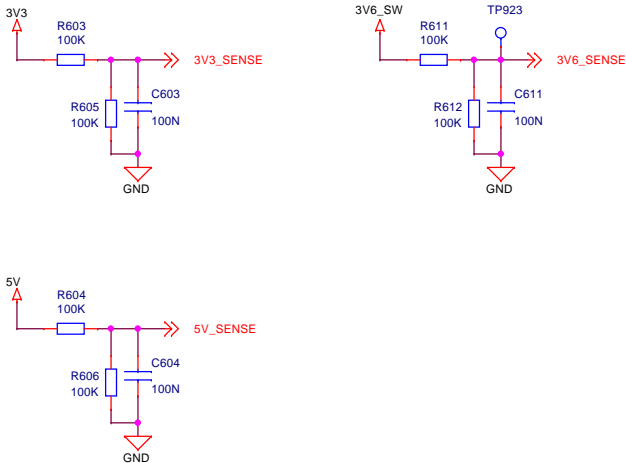 3V3
R603
100K
3V3_SENSE
R605
100K
C603
100N
GND
3V6_SW
TP923
R611
100K
3V6_SENSE
R612
100K
C611
100N
GND
5V
R604
100K
5V_SENSE
R606
100K
C604
100N
GND